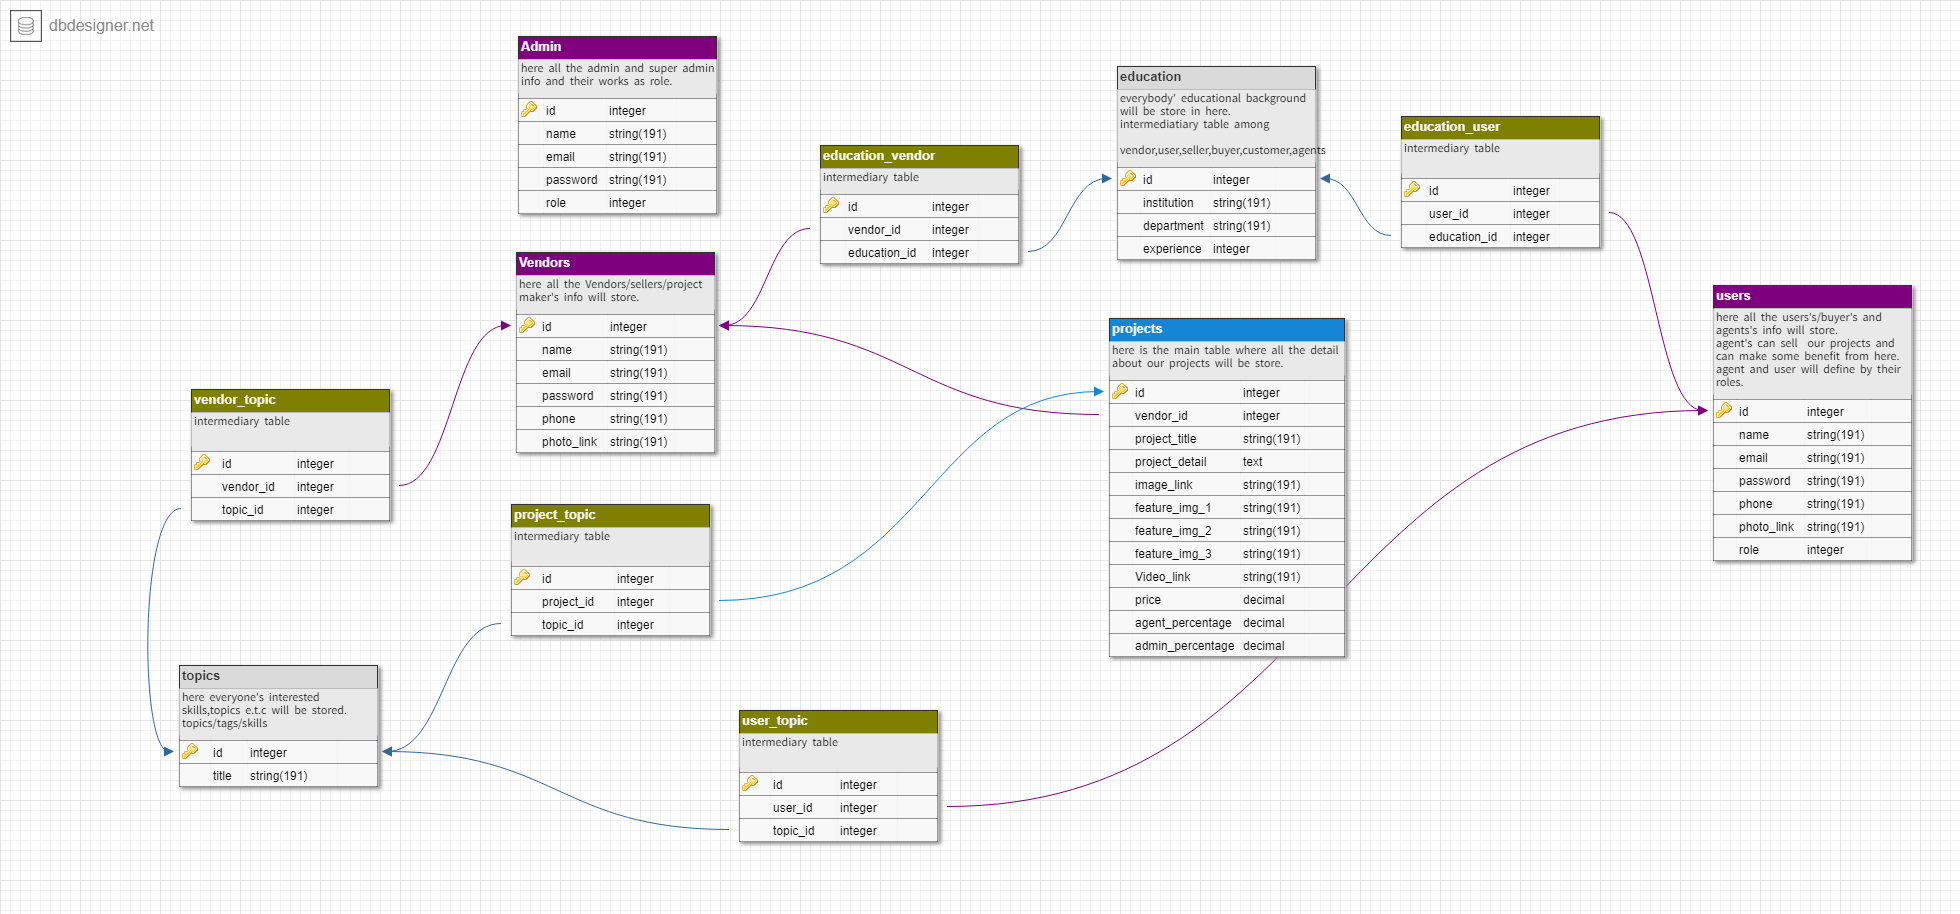 dbdesigner.net
Admin
here all the admin and super admin
info and their works as role.
id integer
name string(191)
email string(191)
password string(191)
role integer
Vendors
here all the Vendors/sellers/project
maker's info will store.
id integer
name string(191)
email string(191)
password string(191)
phone string(191)
photo_link string(191)
education_vendor
intermediary table
id integer
vendor_id integer
education_id integer
education
everybody' educational background
will be store in here.
intermediatiary table among
vendor,user,seller,buyer,customer,agents
id integer
institution string(191)
department string(191)
experience integer
education_user
intermediary table
id integer
user_id integer
education_id integer
users
here all the users's/buyer's and
agents's info will store.
agent's can sell our projects and
can make some benefit from here.
agent and user will define by their
roles.
id integer
name string(191)
email string(191)
password string(191)
phone string(191)
photo_link string(191)
role integer
projects
here is the main table where all the detail
about our projects will be store.
id integer
vendor_id integer
project_title string(191)
project_detail text
image_link string(191)
feature_img_1 string(191)
feature_img_2 string(191)
feature_img_3 string(191)
Video_link string(191)
price decimal
agent_percentage decimal
admin_percentage decimal
vendor_topic
intermediary table
id integer
vendor_id integer
topic_id integer
project_topic
intermediary table
id integer
project_id integer
topic_id integer
topics
here everyone's interested
skills,topics e.t.c will be stored.
topics/tags/skills
id integer
title string(191)
user_topic
intermediary table
id integer
user_id integer
topic_id integer